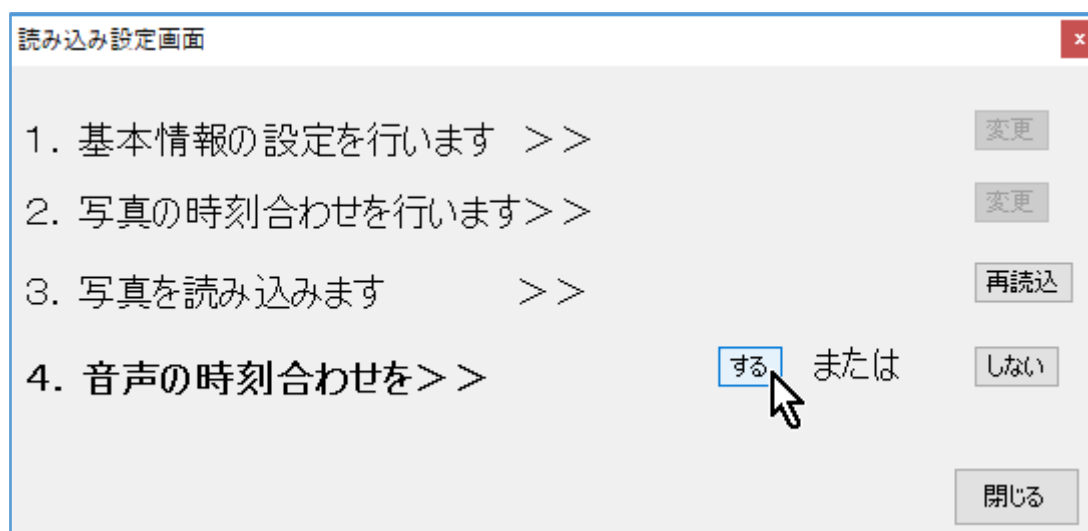 読み込み設定画面
x
1. 基本情報の設定を行います >> 変更
2. 写真の時刻合わせを行います>> 変更
3. 写真を読み込みます >> 再読込
4. 音声の時刻合わせを>> する または しない
閉じる